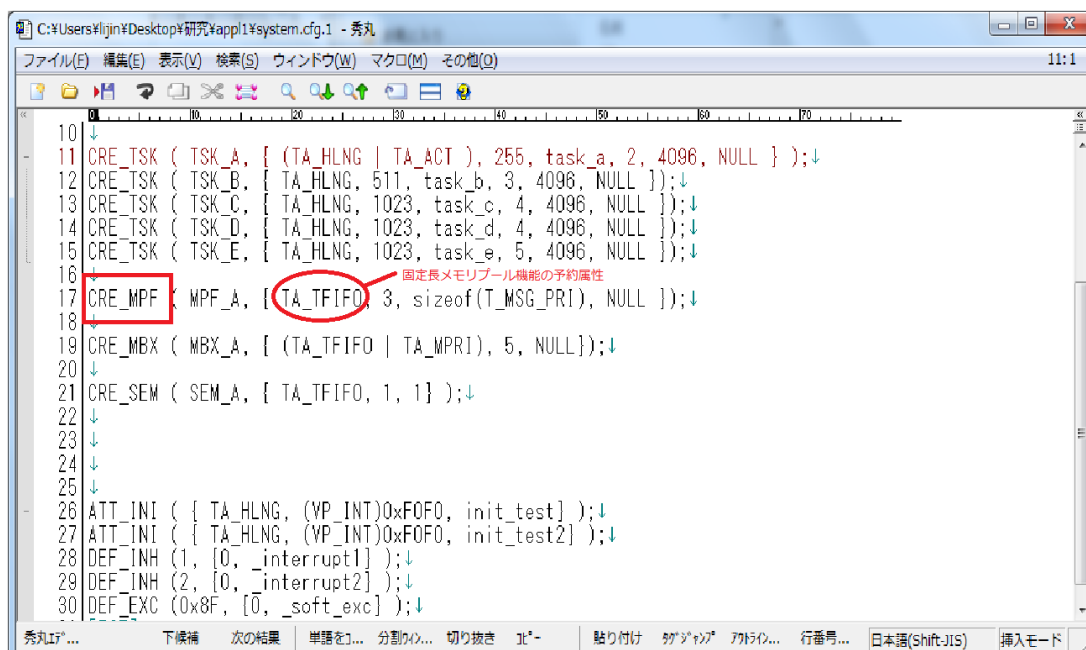 C:¥Users¥lijin¥Desktop¥研究¥appl1¥system.cfg.1 - 秀丸
ファイル(F) 編集(E) 表示(V) 検索(S) ウィンドウ(W) マクロ(M) その他(O) 11:1
0 10 20 30 40 50 60 70
10 ↓
11 CRE_TSK ( TSK_A, { (TA_HLNG | TA_ACT ), 255, task_a, 2, 4096, NULL } );↓
12 CRE_TSK ( TSK_B, { TA_HLNG, 511, task_b, 3, 4096, NULL });↓
13 CRE_TSK ( TSK_C, { TA_HLNG, 1023, task_c, 4, 4096, NULL });↓
14 CRE_TSK ( TSK_D, { TA_HLNG, 1023, task_d, 4, 4096, NULL });↓
15 CRE_TSK ( TSK_E, { TA_HLNG, 1023, task_e, 5, 4096, NULL });↓
16 ↓
固定長メモリプール機能の予約属性
17 CRE_MPF ( MPF_A, { TA_TFIFO, 3, sizeof(T_MSG_PRI), NULL });↓
18 ↓
19 CRE_MBX ( MBX_A, { (TA_TFIFO | TA_MPRI), 5, NULL});↓
20 ↓
21 CRE_SEM ( SEM_A, { TA_TFIFO, 1, 1} );↓
22 ↓
23 ↓
24 ↓
25 ↓
26 ATT_INI ( { TA_HLNG, (VP_INT)0xF0F0, init_test} );↓
27 ATT_INI ( { TA_HLNG, (VP_INT)0xF0F0, init_test2} );↓
28 DEF_INH (1, {0, _interrupt1} );↓
29 DEF_INH (2, {0, _interrupt2} );↓
30 DEF_EXC (0x8F, {0, _soft_exc} );↓
秀丸ｴﾃﾞ... 下候補 次の結果 単語をｺ... 分割ｳｨﾝ... 切り抜き ｺﾋﾟｰ 貼り付け ﾀｸﾞｼﾞｬﾝﾌﾟ ｱｳﾄﾗｲﾝ... 行番号... 日本語(Shift-JIS) 挿入モード